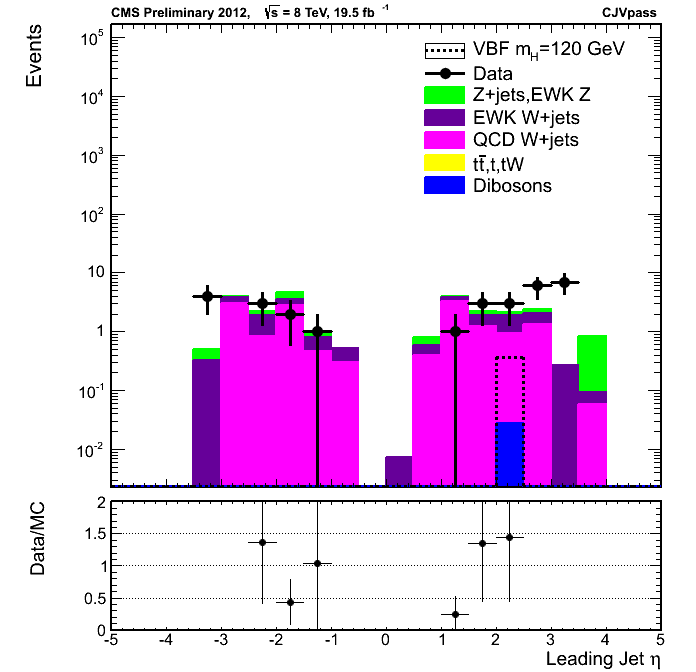 CMS Preliminary 2012, √s = 8 TeV, 19.5 fb⁻¹ CJVpass
Events
10⁵
10⁴
10³
10²
10
1
10⁻¹
10⁻²
VBF m_H=120 GeV
Data
Z+jets,EWK Z
EWK W+jets
QCD W+jets
tt̄,t,tW
Dibosons
Data/MC
2
1.5
1
0.5
0
-5 -4 -3 -2 -1 0 1 2 3 4 5
Leading Jet η